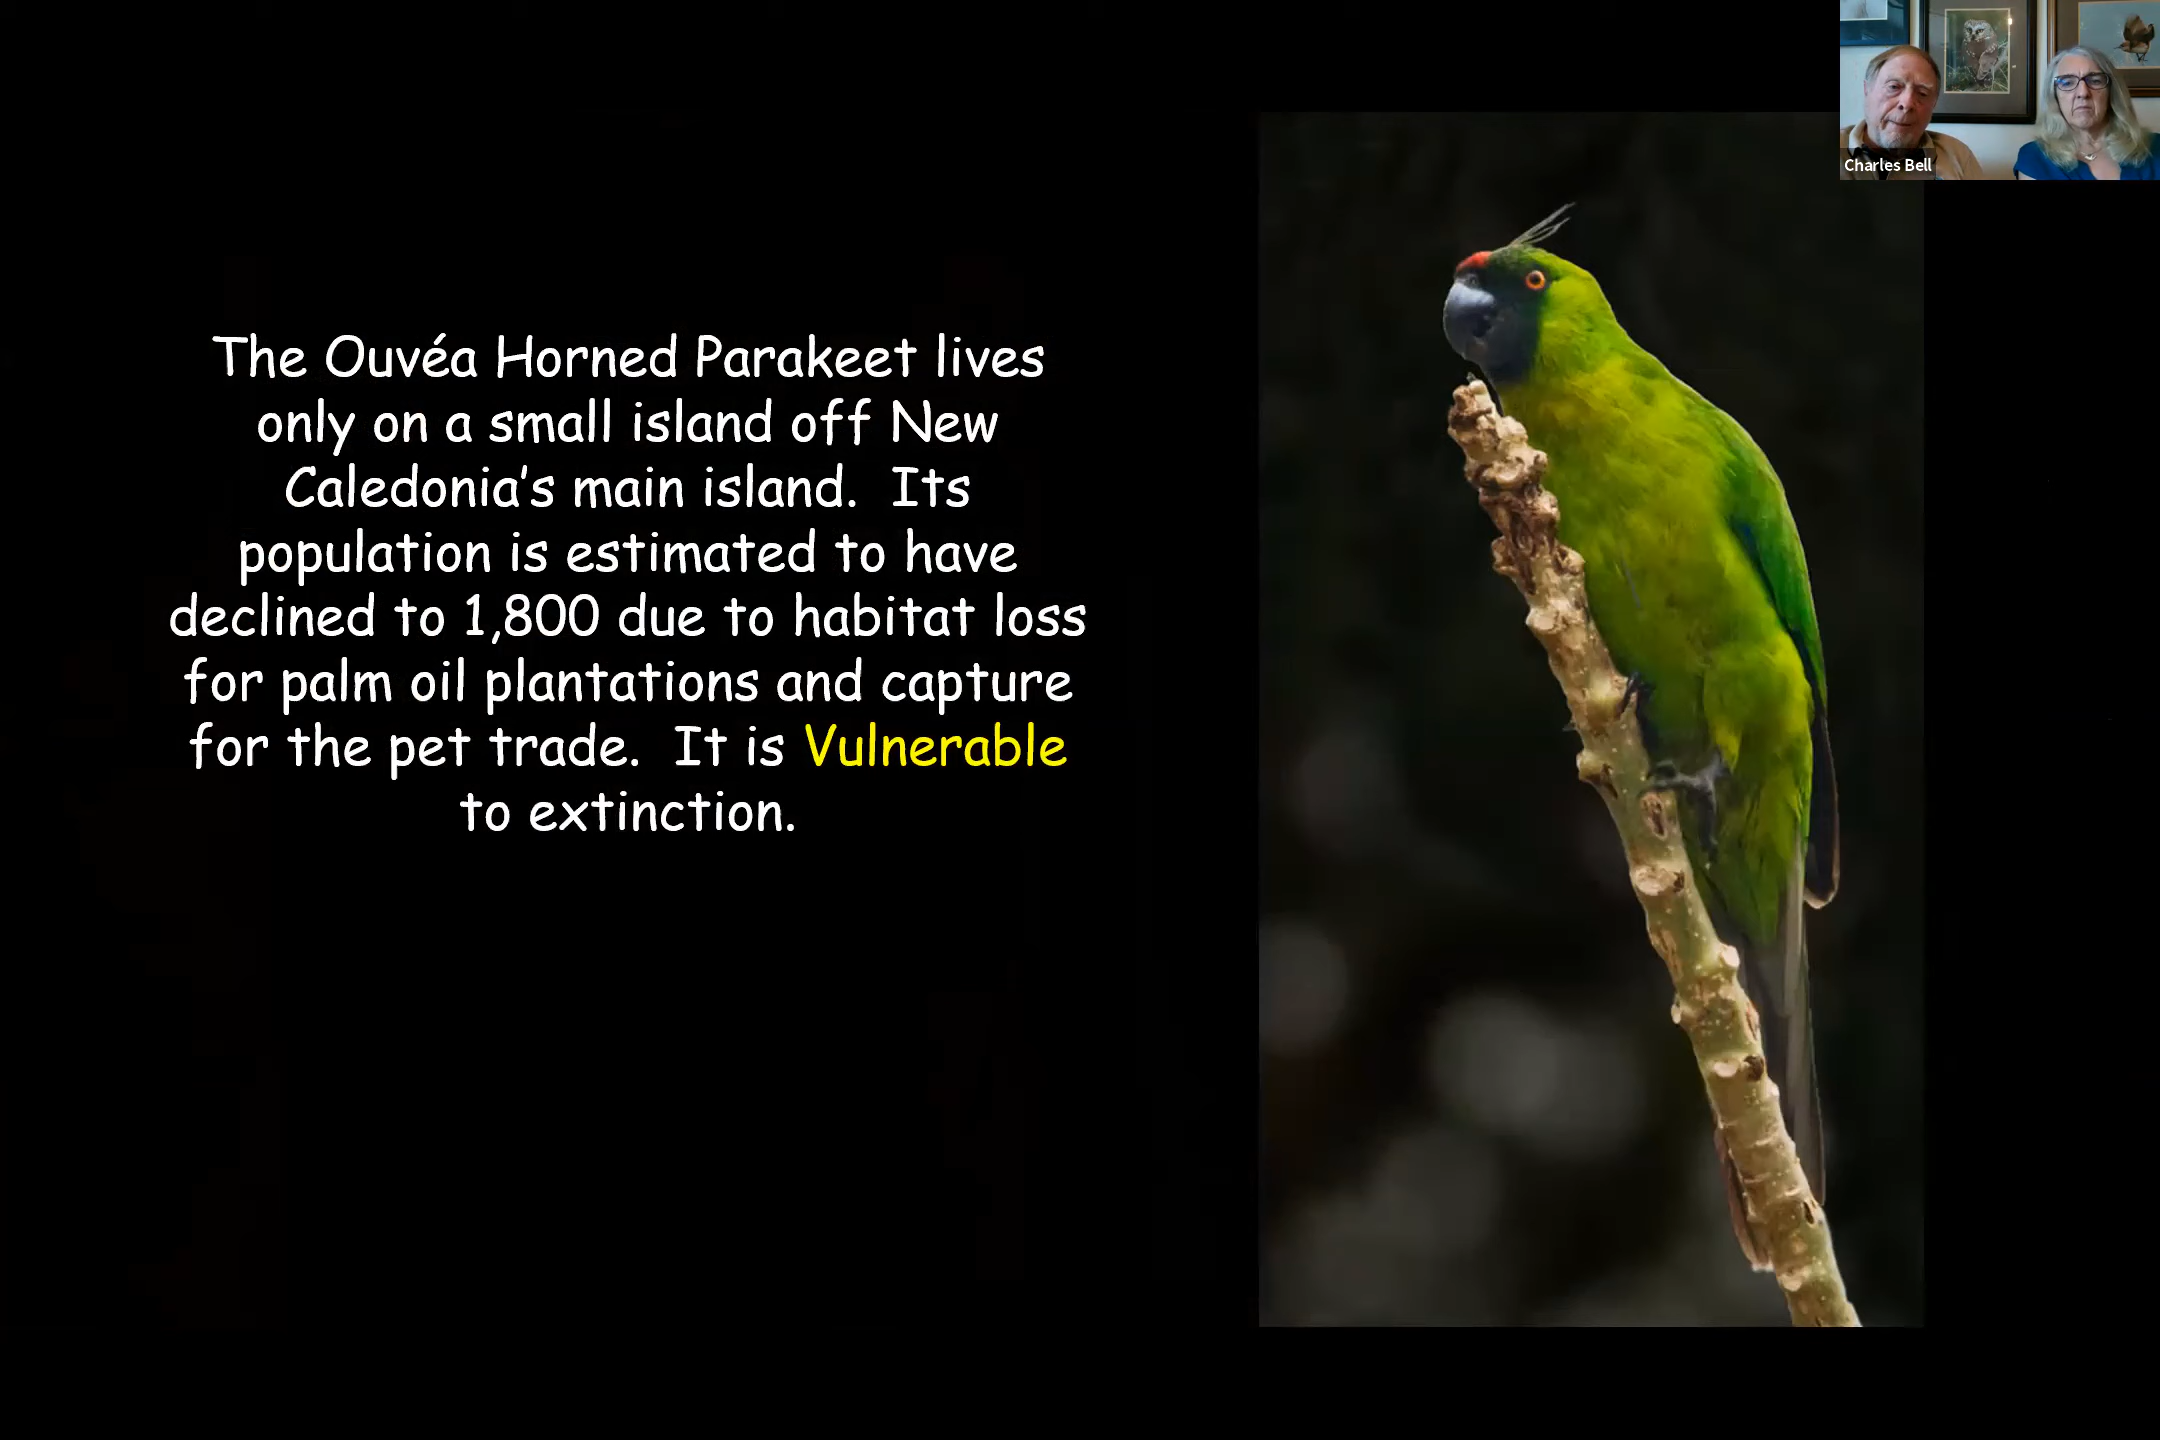 The Ouvéa Horned Parakeet lives
only on a small island off New
Caledonia's main island.  Its
population is estimated to have
declined to 1,800 due to habitat loss
for palm oil plantations and capture
for the pet trade.  It is Vulnerable
to extinction.
Charles Bell